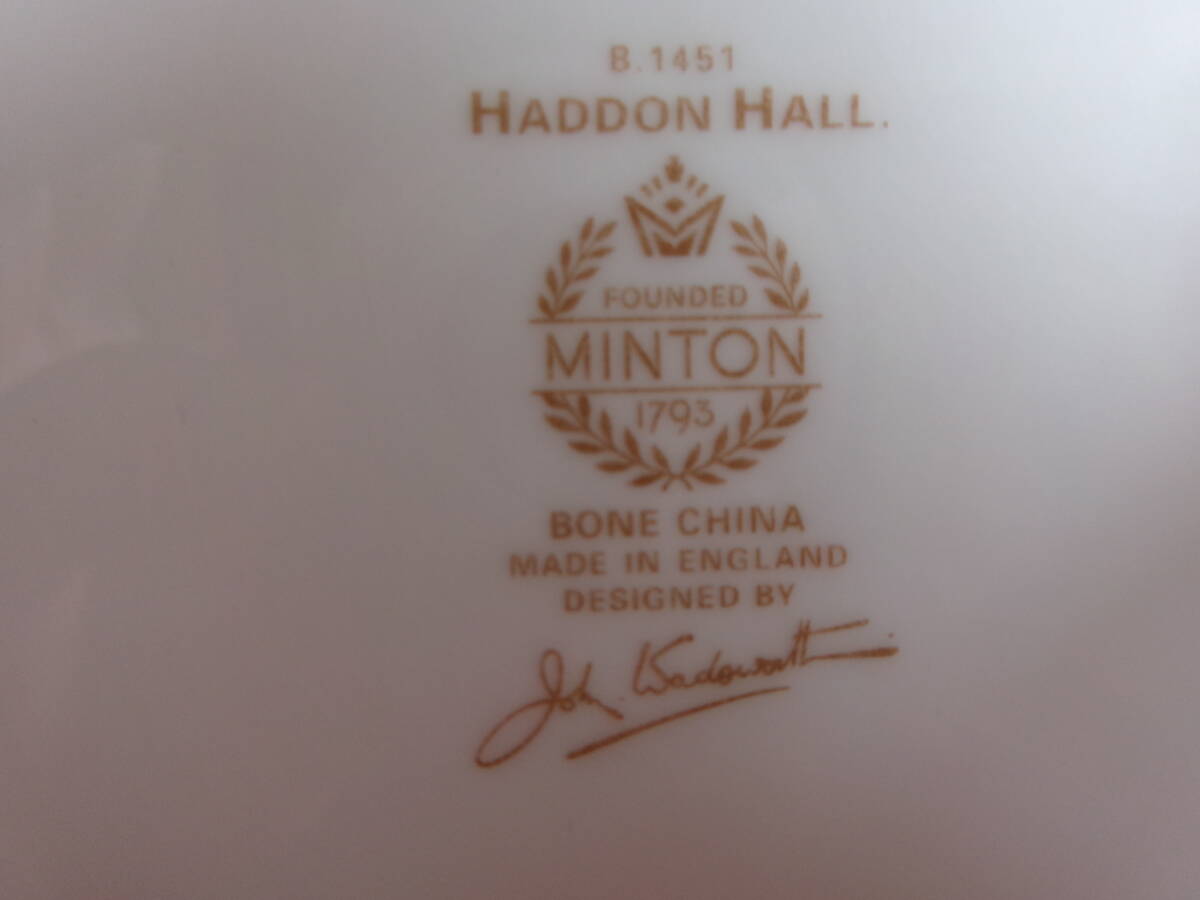 B.1451
HADDON HALL.
FOUNDED
MINTON
1793
BONE CHINA
MADE IN ENGLAND
DESIGNED BY
John Wadsworth